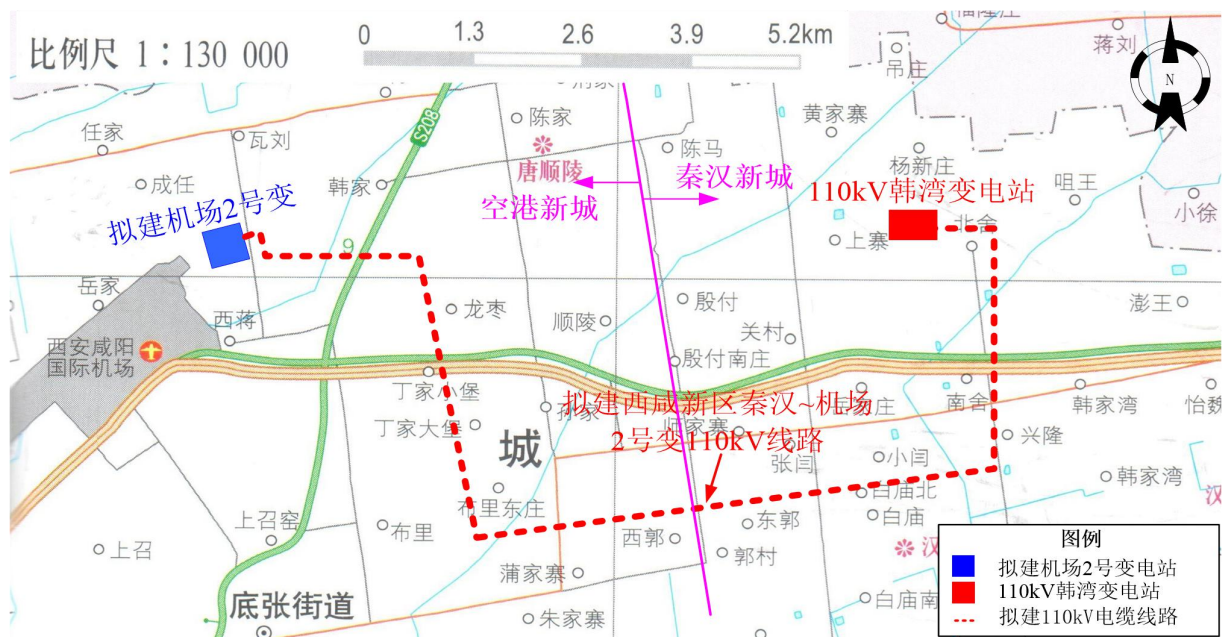 比例尺 1：130 000
0 1.3 2.6 3.9 5.2km
蒋刘
N
吊庄
S208
陈家
黄家寨
任家
瓦刘
陈马
杨新庄
唐顺陵
秦汉新城
成任
韩家
咀王
110kV韩湾变电站
空港新城
小徐
拟建机场2号变
北舍
上寨
9
岳家
殷付
澎王
龙枣
西蒋
顺陵
关村
西安咸阳
国际机场
殷付南庄
丁家小堡
孙家
拟建西咸新区秦汉~机场
南舍
韩家湾
怡魏
2号变110kV线路
丁家大堡
城
张闫
小闫
兴隆
韩家湾
布里东庄
白庙北
汉
上召窑
布里
东郭
白庙
西郭
上召
郭村
汉
蒲家寨
白庙南
底张街道
朱家寨
图例
拟建机场2号变电站
110kV韩湾变电站
拟建110kV电缆线路